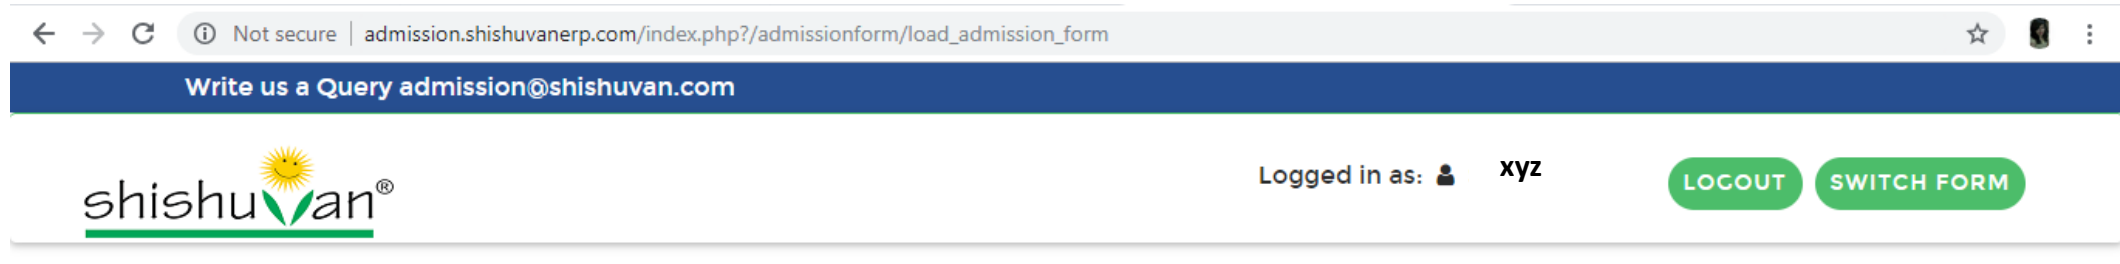 Not secure | admission.shishuvanerp.com/index.php?/admissionform/load_admission_form
Write us a Query admission@shishuvan.com
shishuvan®
Logged in as: xyz
LOGOUT
SWITCH FORM